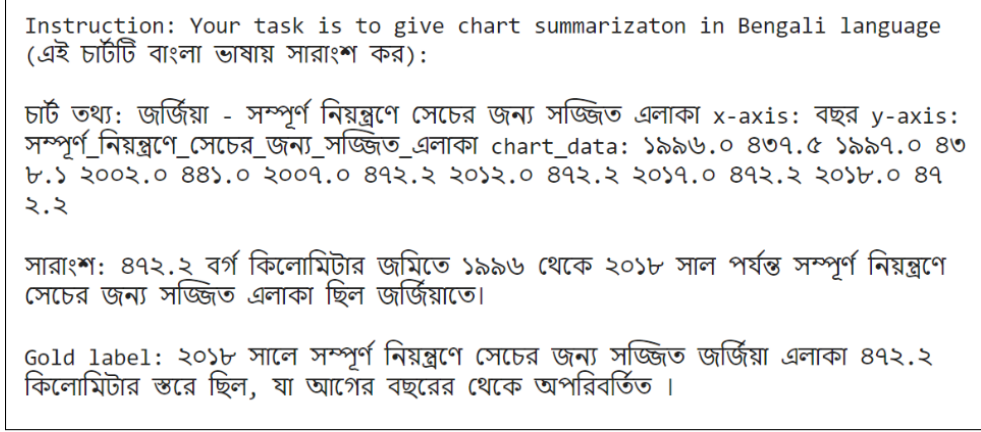 Instruction: Your task is to give chart summarizaton in Bengali language
(এই চার্টটি বাংলা ভাষায় সারাংশ কর):
চার্ট তথ্য: জর্জিয়া - সম্পূর্ণ নিয়ন্ত্রণে সেচের জন্য সজ্জিত এলাকা x-axis: বছর y-axis:
সম্পূর্ণ_নিয়ন্ত্রণে_সেচের_জন্য_সজ্জিত_এলাকা chart_data: ১৯৯৬.০ ৪৩৭.৫ ১৯৯৭.০ ৪৩
৮.১ ২০০২.০ ৪৪১.০ ২০০৭.০ ৪৭২.২ ২০১২.০ ৪৭২.২ ২০১৭.০ ৪৭২.২ ২০১৮.০ ৪৭
২.২
সারাংশ: ৪৭২.২ বর্গ কিলোমিটার জমিতে ১৯৯৬ থেকে ২০১৮ সাল পর্যন্ত সম্পূর্ণ নিয়ন্ত্রণে
সেচের জন্য সজ্জিত এলাকা ছিল জর্জিয়াতে।
Gold label: ২০১৮ সালে সম্পূর্ণ নিয়ন্ত্রণে সেচের জন্য সজ্জিত জর্জিয়া এলাকা ৪৭২.২
কিলোমিটার স্তরে ছিল, যা আগের বছরের থেকে অপরিবর্তিত ।